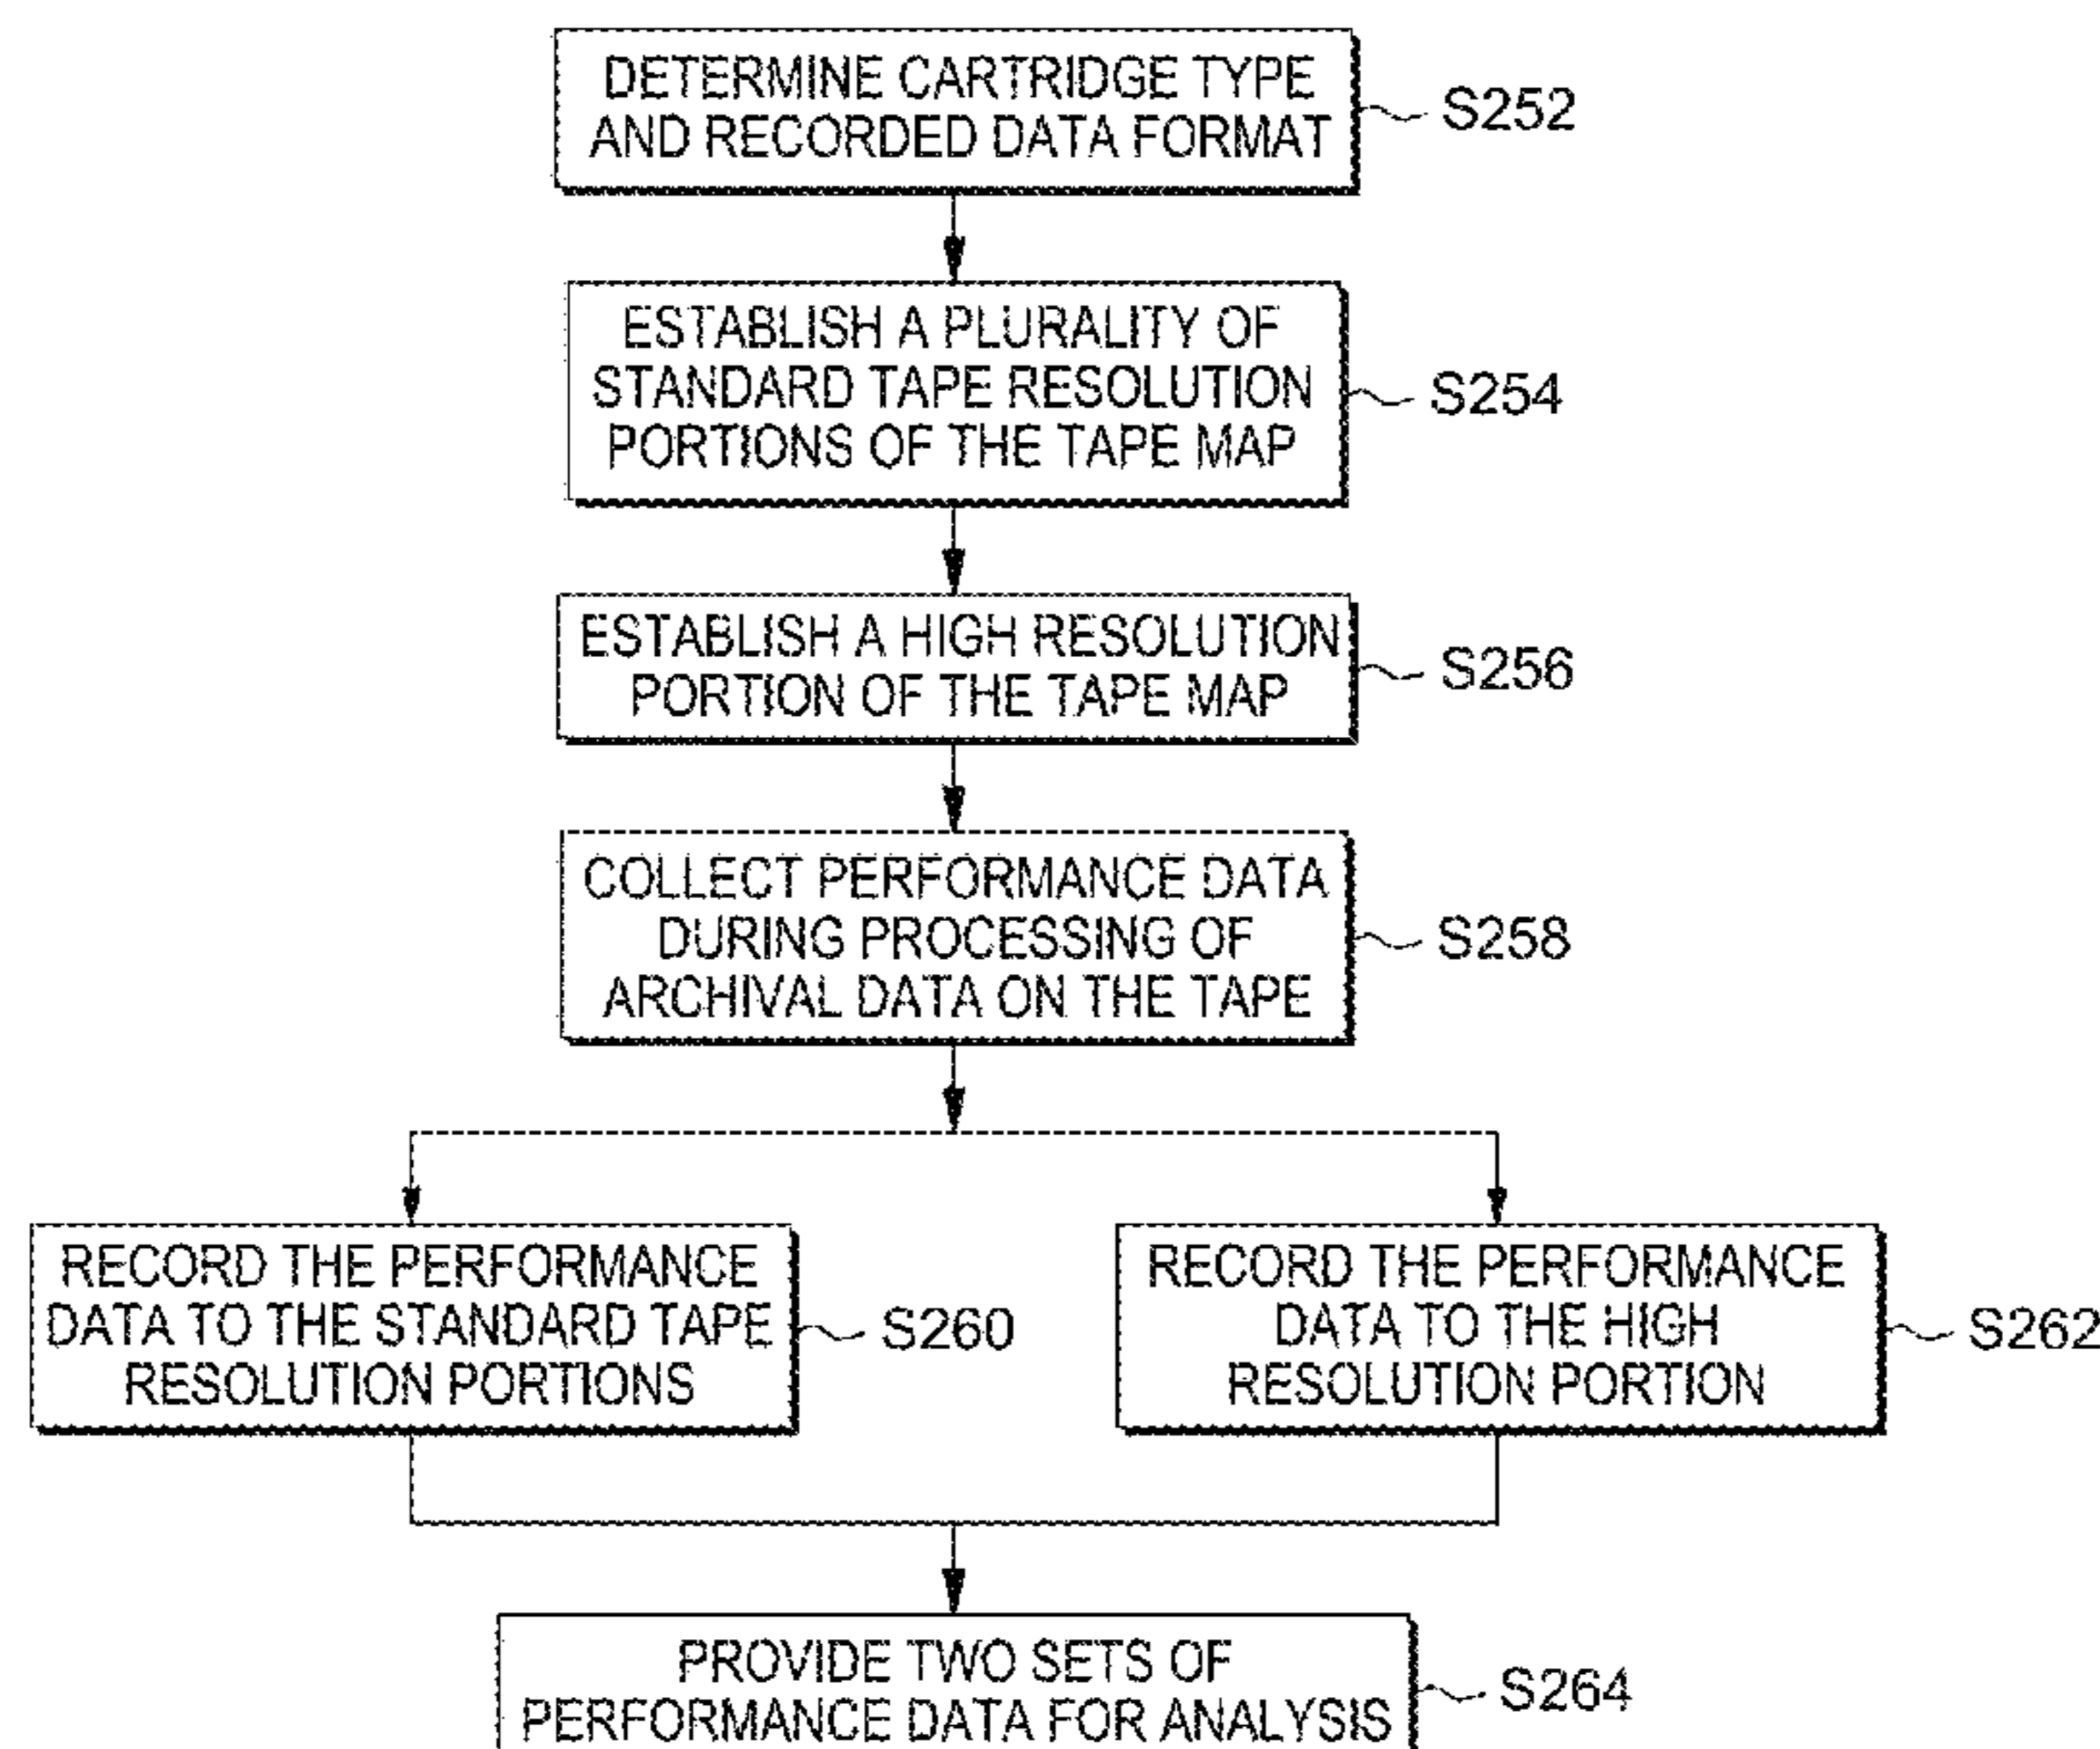 DETERMINE CARTRIDGE TYPE
AND RECORDED DATA FORMAT
S252
ESTABLISH A PLURALITY OF
STANDARD TAPE RESOLUTION
PORTIONS OF THE TAPE MAP
S254
ESTABLISH A HIGH RESOLUTION
PORTION OF THE TAPE MAP
S256
COLLECT PERFORMANCE DATA
DURING PROCESSING OF
ARCHIVAL DATA ON THE TAPE
S258
RECORD THE PERFORMANCE
DATA TO THE STANDARD TAPE
RESOLUTION PORTIONS
S260
RECORD THE PERFORMANCE
DATA TO THE HIGH
RESOLUTION PORTION
S262
PROVIDE TWO SETS OF
PERFORMANCE DATA FOR ANALYSIS
S264